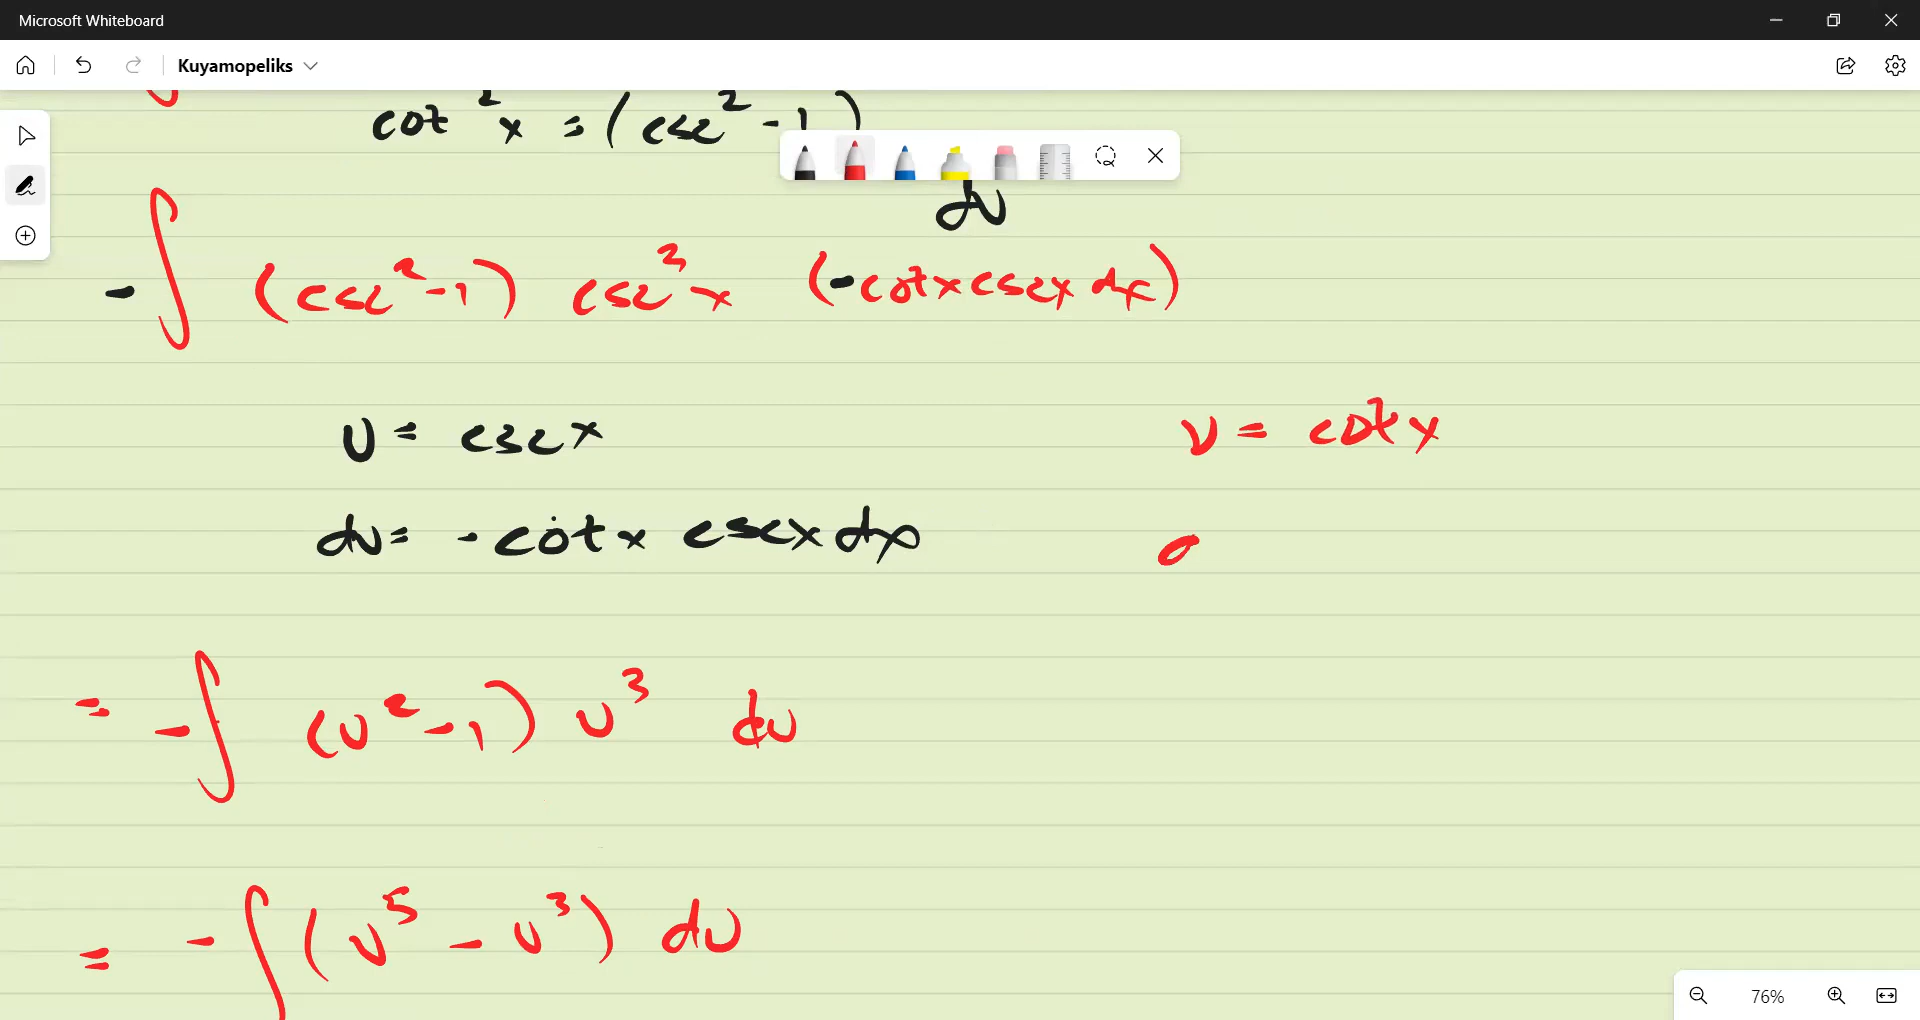 Microsoft Whiteboard
Kuyamopeliks
cot²x = (csc² - 1)
du
- ∫ (csc² - 1) csc³x (-cotx cscx dx)
u = cscx
u = cotx
du = -cotx cscx dx
= - ∫ (u² - 1) u³ du
= - ∫ (u⁵ - u³) du
76%